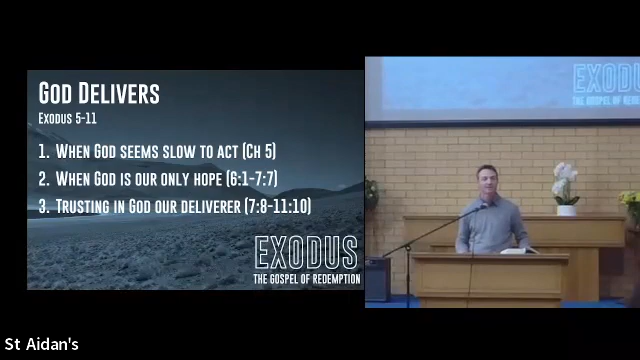 GOD DELIVERS
EXODUS 5-11
1. WHEN GOD SEEMS SLOW TO ACT (CH 5)
2. WHEN GOD IS OUR ONLY HOPE (6:1-7:7)
3. TRUSTING IN GOD OUR DELIVERER (7:8-11:10)
EXODUS
THE GOSPEL OF REDEMPTION
EXODU
THE GOSPEL OF REDE
St Aidan's